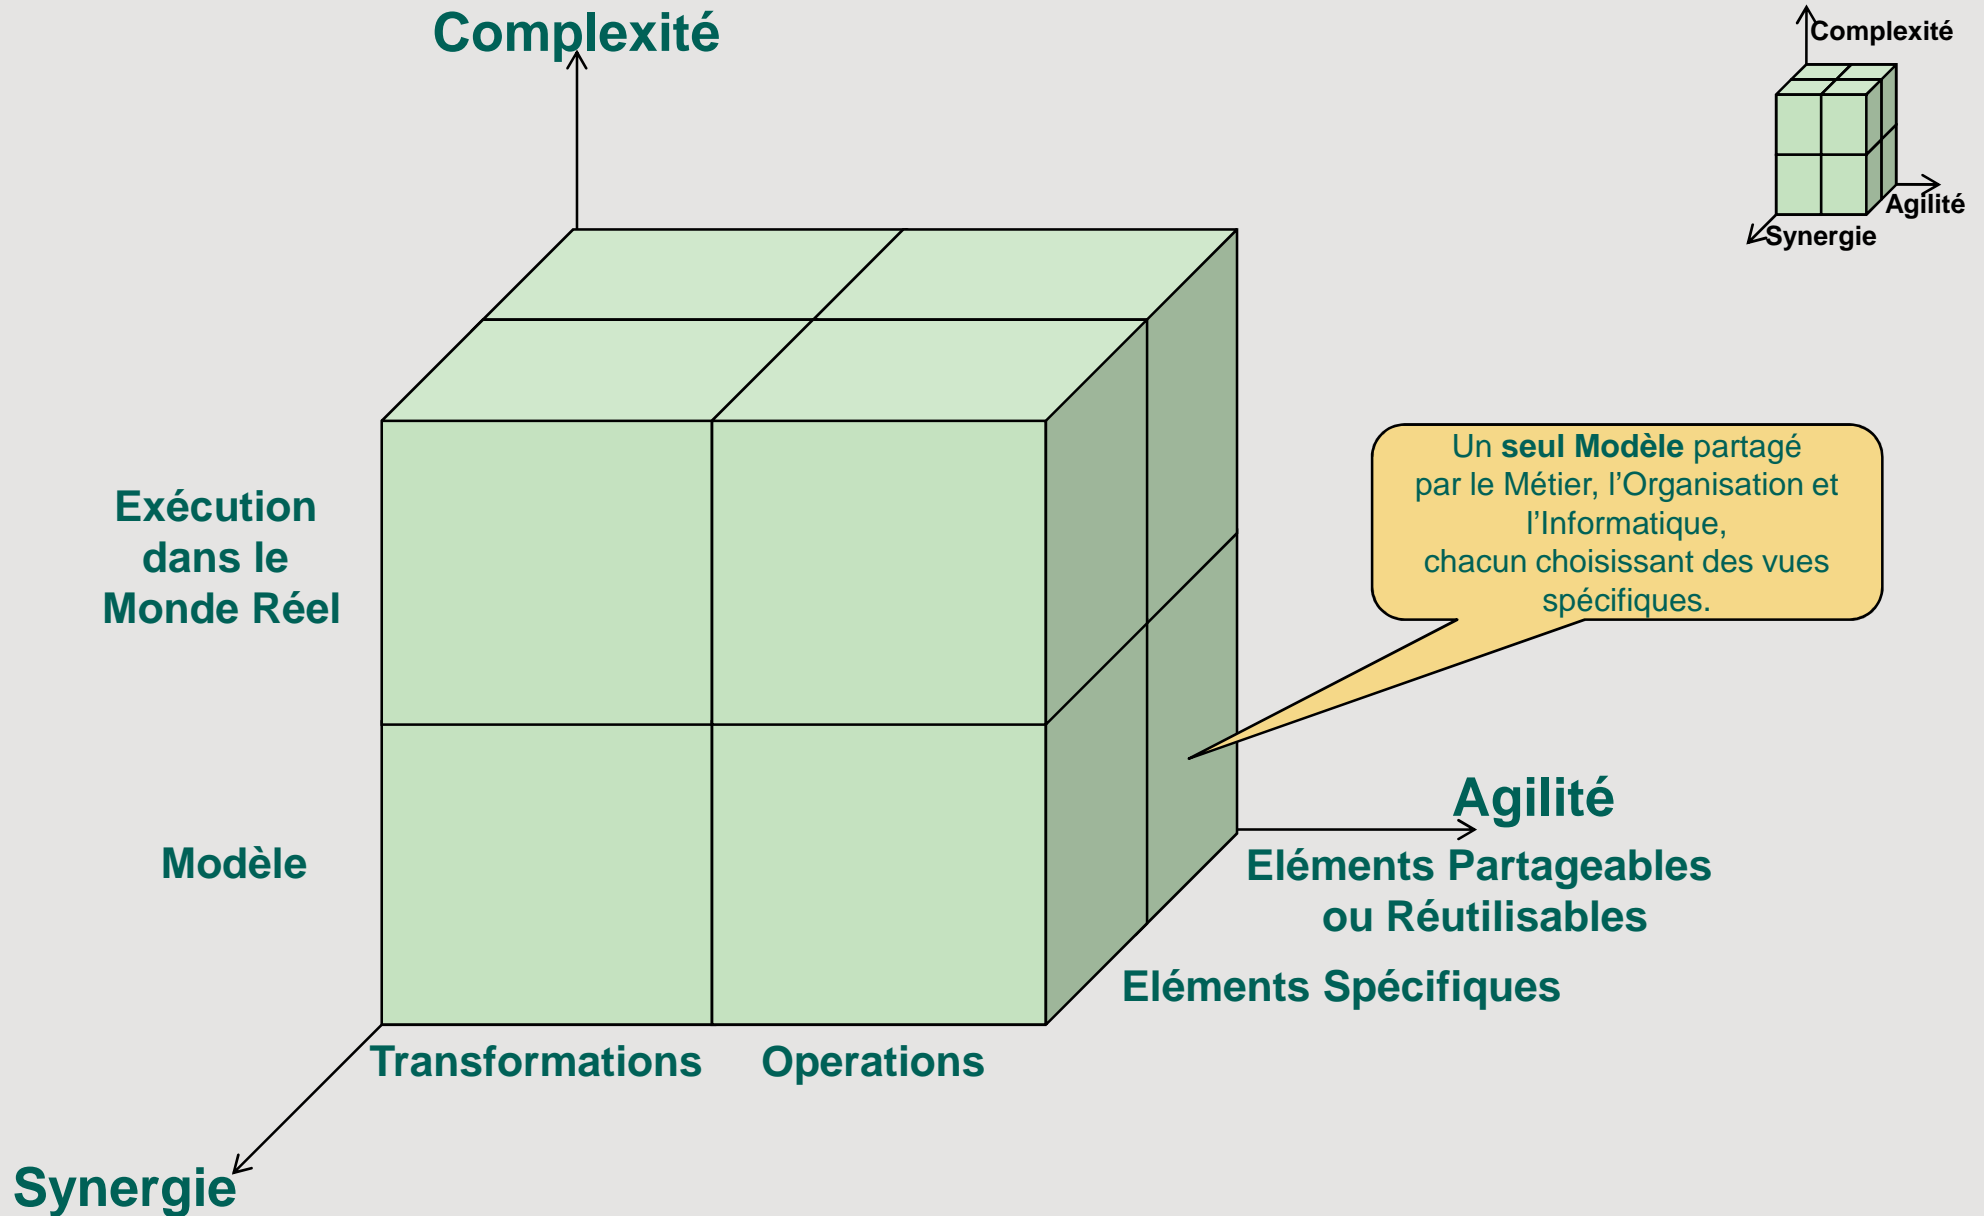 Complexité
Complexité
Agilité
Synergie
Exécution
dans le
Monde Réel
Un seul Modèle partagé
par le Métier, l’Organisation et
l’Informatique,
chacun choisissant des vues
spécifiques.
Modèle
Agilité
Eléments Partageables
ou Réutilisables
Eléments Spécifiques
Transformations
Operations
Synergie